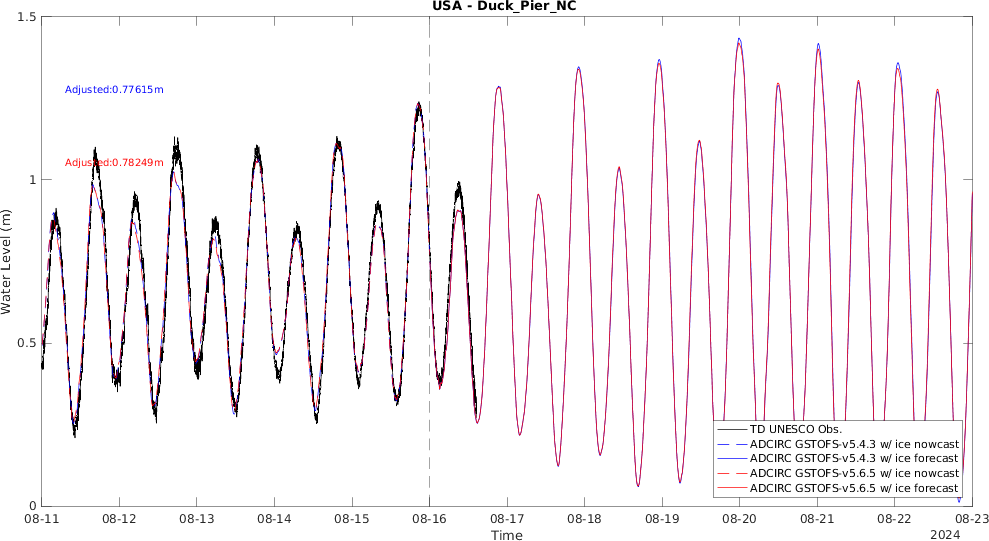 USA - Duck_Pier_NC
1.5
Adjusted:0.77615m
Adjusted:0.78249m
1
Water Level (m)
0.5
TD UNESCO Obs.
ADCIRC GSTOFS-v5.4.3 w/ ice nowcast
ADCIRC GSTOFS-v5.4.3 w/ ice forecast
ADCIRC GSTOFS-v5.6.5 w/ ice nowcast
ADCIRC GSTOFS-v5.6.5 w/ ice forecast
0
08-11 08-12 08-13 08-14 08-15 08-16 08-17 08-18 08-19 08-20 08-21 08-22 08-23
Time
2024